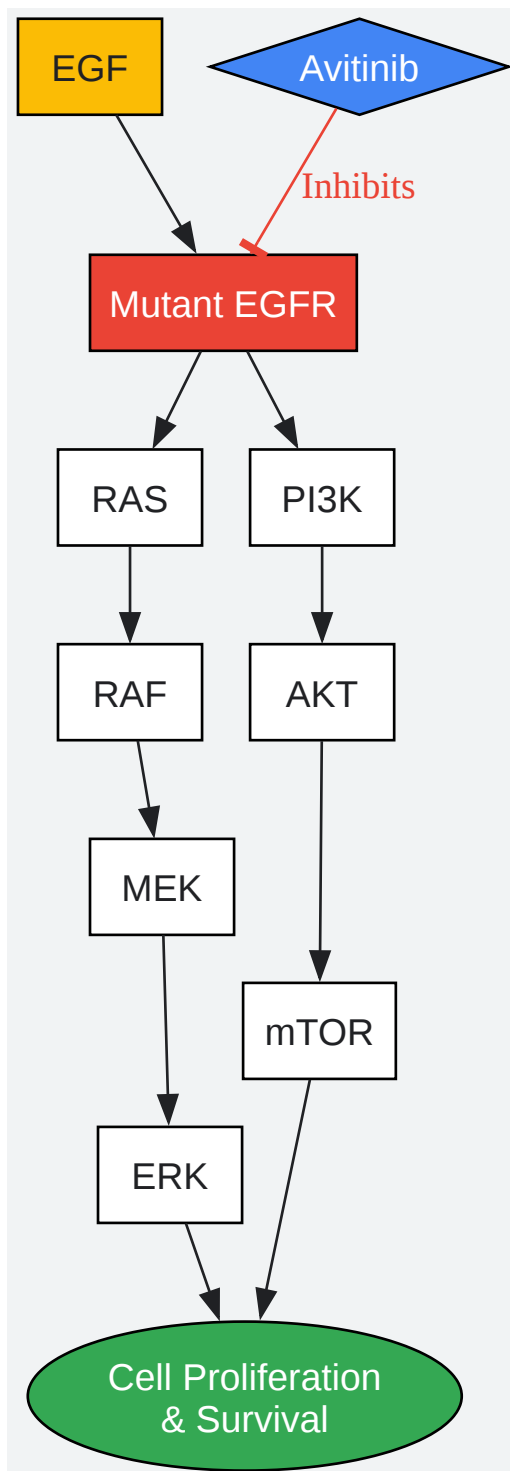 EGF
Avitinib
Inhibits
Mutant EGFR
RAS
PI3K
RAF
AKT
MEK
mTOR
ERK
Cell Proliferation
& Survival